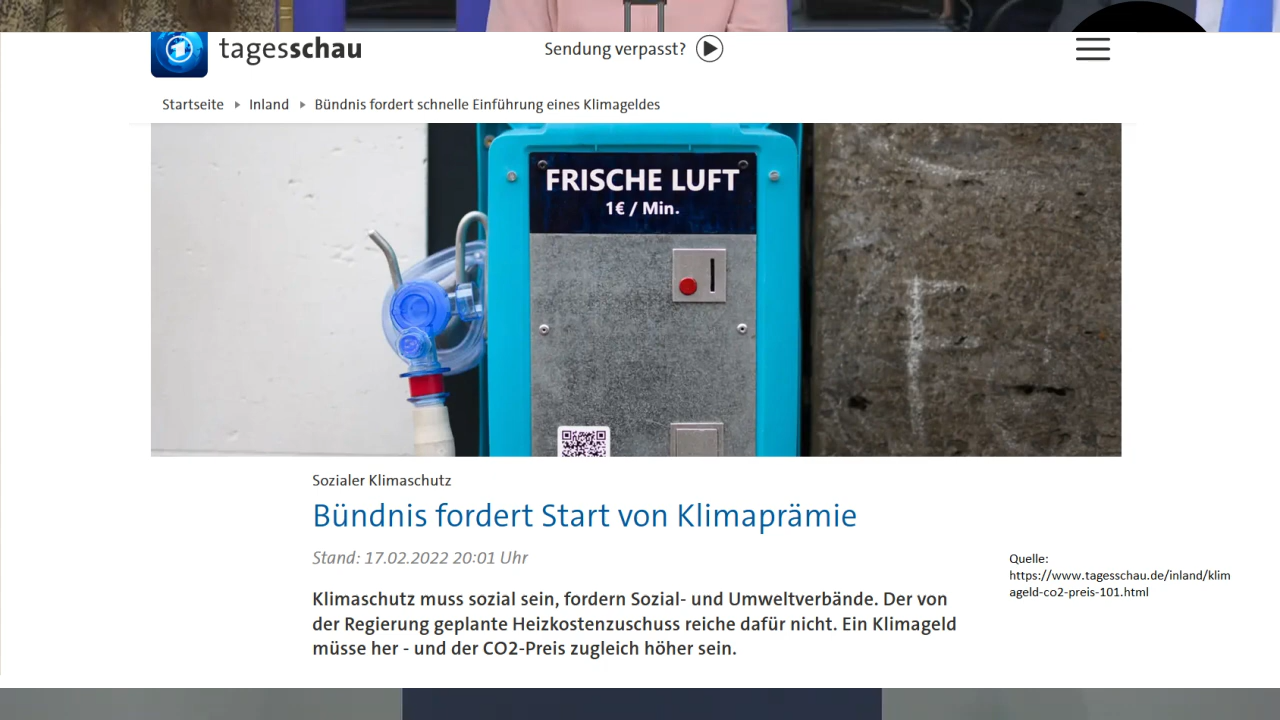 tagesschau
Sendung verpasst?
Startseite Inland Bündnis fordert schnelle Einführung eines Klimageldes
FRISCHE LUFT
1€ / Min.
F
Sozialer Klimaschutz
Bündnis fordert Start von Klimaprämie
Stand: 17.02.2022 20:01 Uhr
Klimaschutz muss sozial sein, fordern Sozial- und Umweltverbände. Der von
der Regierung geplante Heizkostenzuschuss reiche dafür nicht. Ein Klimageld
müsse her - und der CO2-Preis zugleich höher sein.
Quelle:
https://www.tagesschau.de/inland/klim
ageld-co2-preis-101.html